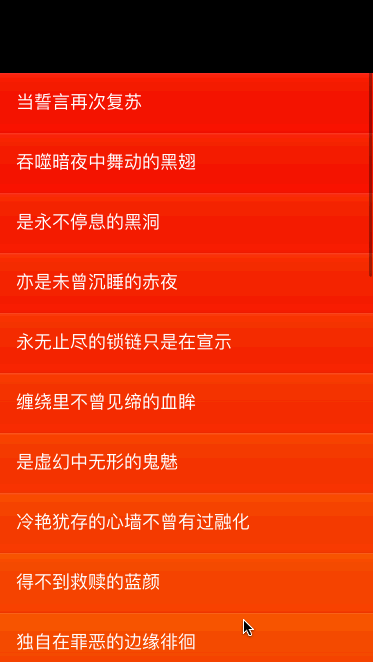 当誓言再次复苏
吞噬暗夜中舞动的黑翅
是永不停息的黑洞
亦是未曾沉睡的赤夜
永无止尽的锁链只是在宣示
缠绕里不曾见缔的血眸
是虚幻中无形的鬼魅
冷艳犹存的心墙不曾有过融化
得不到救赎的蓝颜
独自在罪恶的边缘徘徊